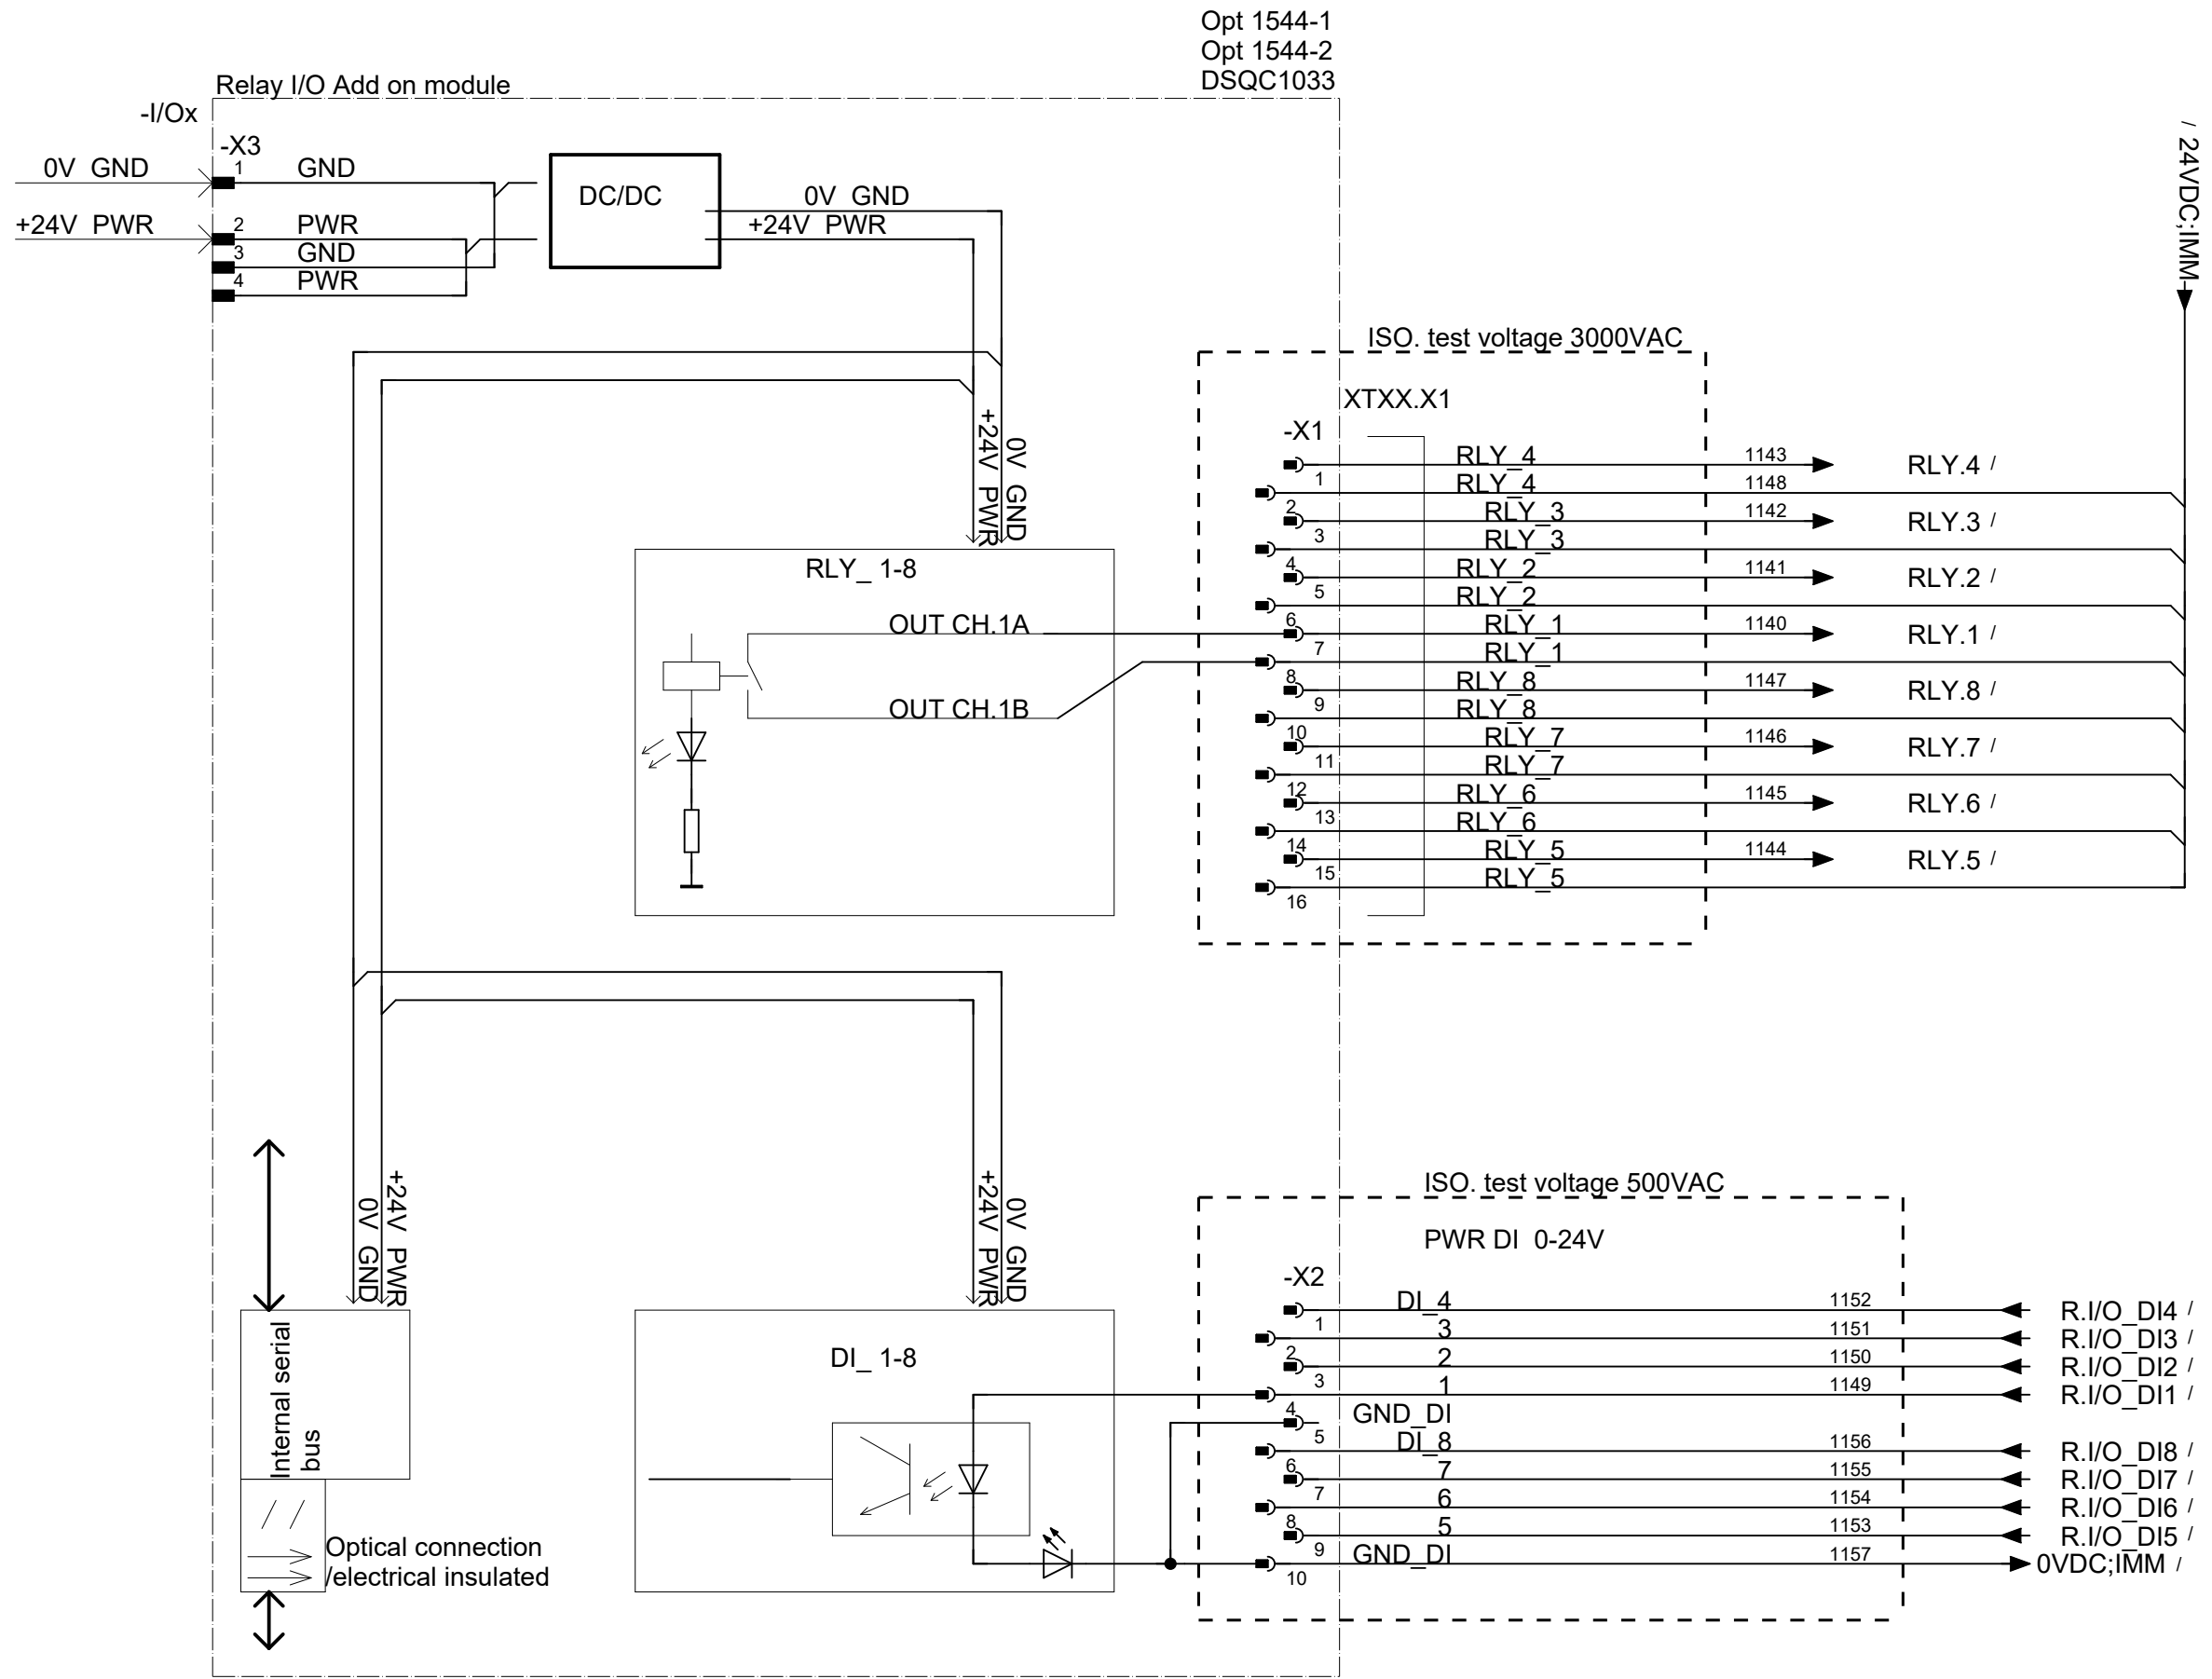 Opt 1544-1
Opt 1544-2
DSQC1033
Relay I/O Add on module
-I/Ox
-X3
0V GND
1
GND
+24V PWR
2
PWR
3
GND
4
PWR
DC/DC
0V GND
+24V PWR
/ 24VDC;IMM
ISO. test voltage 3000VAC
XTXX.X1
-X1
+24V PWR
0V GND
RLY_4 1143 RLY.4 /
1
RLY_4 1148
2
RLY_3 1142 RLY.3 /
3
RLY_3
4
RLY_2 1141 RLY.2 /
5
RLY_2
6
RLY_1 1140 RLY.1 /
7
RLY_1
8
RLY_8 1147 RLY.8 /
9
RLY_8
10
RLY_7 1146 RLY.7 /
11
RLY_7
12
RLY_6 1145 RLY.6 /
13
RLY_6
14
RLY_5 1144 RLY.5 /
15
RLY_5
16
RLY_ 1-8
OUT CH.1A
OUT CH.1B
0V GND
+24V PWR
+24V PWR
0V GND
ISO. test voltage 500VAC
PWR DI 0-24V
-X2
DI_4 1152 R.I/O_DI4 /
1
3 1151 R.I/O_DI3 /
2
2 1150 R.I/O_DI2 /
3
1 1149 R.I/O_DI1 /
4
GND_DI
5
DI_8 1156 R.I/O_DI8 /
6
7 1155 R.I/O_DI7 /
7
6 1154 R.I/O_DI6 /
8
5 1153 R.I/O_DI5 /
9
GND_DI 1157 0VDC;IMM /
10
DI_ 1-8
Internal serial
bus
Optical connection
/electrical insulated